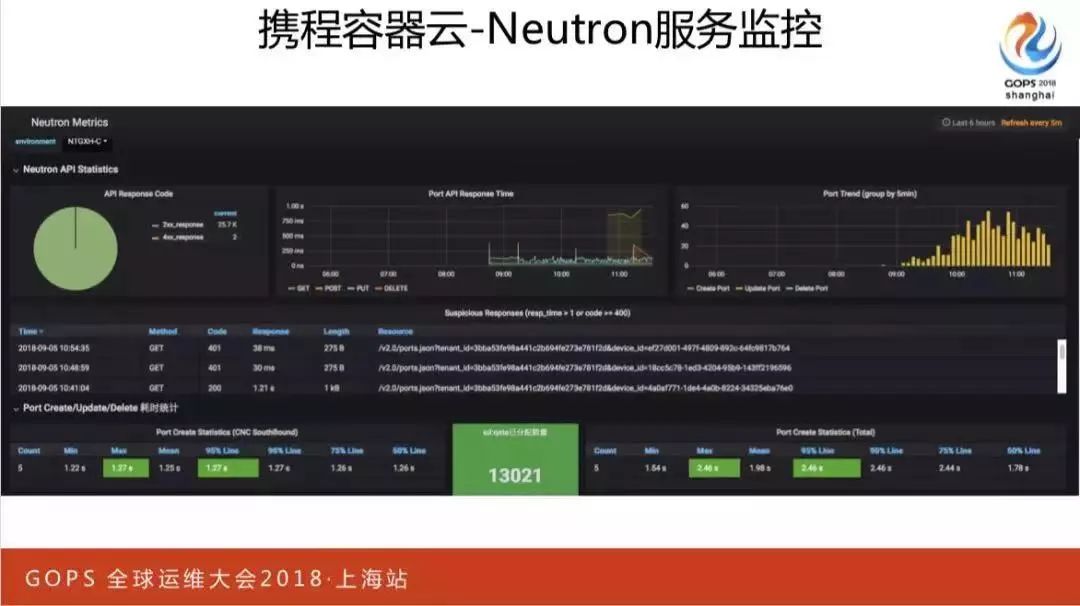 携程容器云-Neutron服务监控
GOPS 2018
shanghai
Neutron Metrics
Last 6 hours Refresh every 5m
environment NTGXH-C
Neutron API Statistics
API Response Code
current
2xx_response 25.7 K
4xx_response 2
Port API Response Time
1.00 s
750 ms
500 ms
250 ms
0 ns
06:00 07:00 08:00 09:00 10:00 11:00
GET POST PUT DELETE
Port Trend (group by 5min)
60
40
20
0
06:00 07:00 08:00 09:00 10:00 11:00
Create Port Update Port Delete Port
Suspicious Responses (resp_time > 1 or code >= 400)
Time Method Code Response Length Resource
2018-09-05 10:54:35 GET 401 38 ms 275 B /v2.0/ports.json?tenant_id=3bba53fe98a441c2b694fe273e781f2d&device_id=ef27d001-497f-4809-892c-64fc9817b764
2018-09-05 10:48:59 GET 401 30 ms 275 B /v2.0/ports.json?tenant_id=3bba53fe98a441c2b694fe273e781f2d&device_id=18cc5c78-1ed3-4204-95b9-143ff2196596
2018-09-05 10:41:04 GET 200 1.21 s 1 kB /v2.0/ports.json?tenant_id=3bba53fe98a441c2b694fe273e781f2d&device_id=4a0af771-1de4-4a0b-8224-34325eba76e0
Port Create/Update/Delete 耗时统计
Port Create Statistics (CNC SouthBound)
Count Min Max Mean 95% Line 90% Line 75% Line 50% Line
5 1.22 s 1.27 s 1.25 s 1.27 s 1.27 s 1.26 s 1.26 s
已分配数量
13021
Port Create Statistics (Total)
Count Min Max Mean 95% Line 90% Line 75% Line 50% Line
5 1.54 s 2.46 s 1.98 s 2.46 s 2.46 s 2.44 s 1.78 s
GOPS 全球运维大会2018·上海站